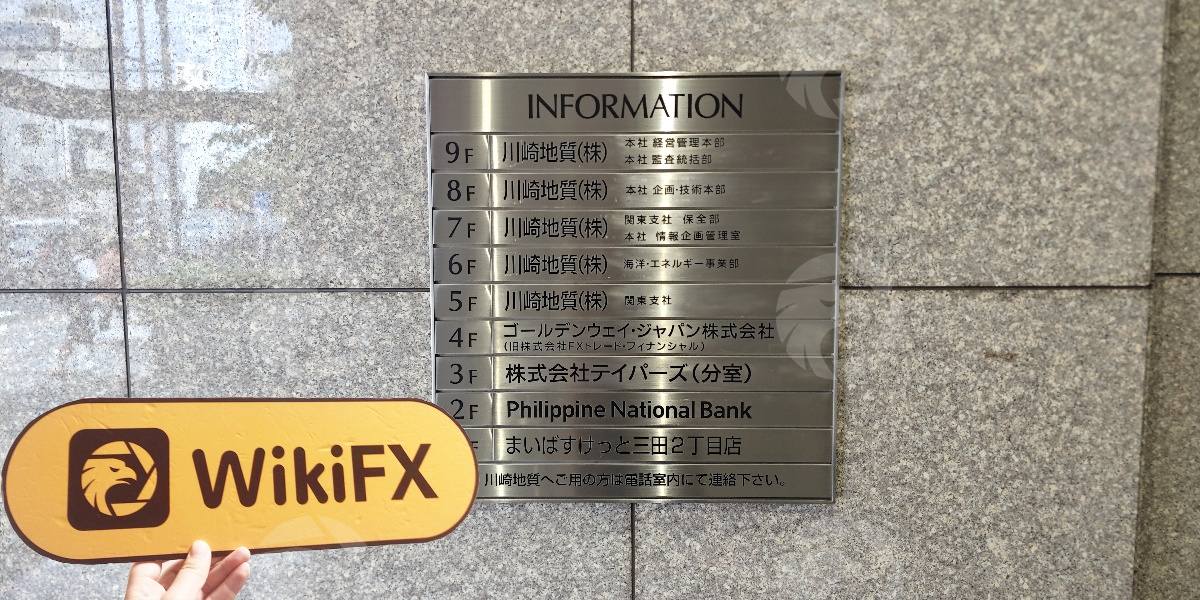 INFORMATION
9F 川崎地質(株) 本社 経営管理本部
本社 監査統括部
8F 川崎地質(株) 本社 企画・技術本部
7F 川崎地質(株) 関東支社 保全部
本社 情報企画管理室
6F 川崎地質(株) 海洋・エネルギー事業部
5F 川崎地質(株) 関東支社
4F ゴールデンウェイ・ジャパン株式会社
(旧株式会社FXトレード・フィナンシャル)
3F 株式会社テイパーズ(分室)
2F Philippine National Bank
F まいばすけっと三田2丁目店
川崎地質へご用の方は電話室内にて連絡下さい。
WikiFX